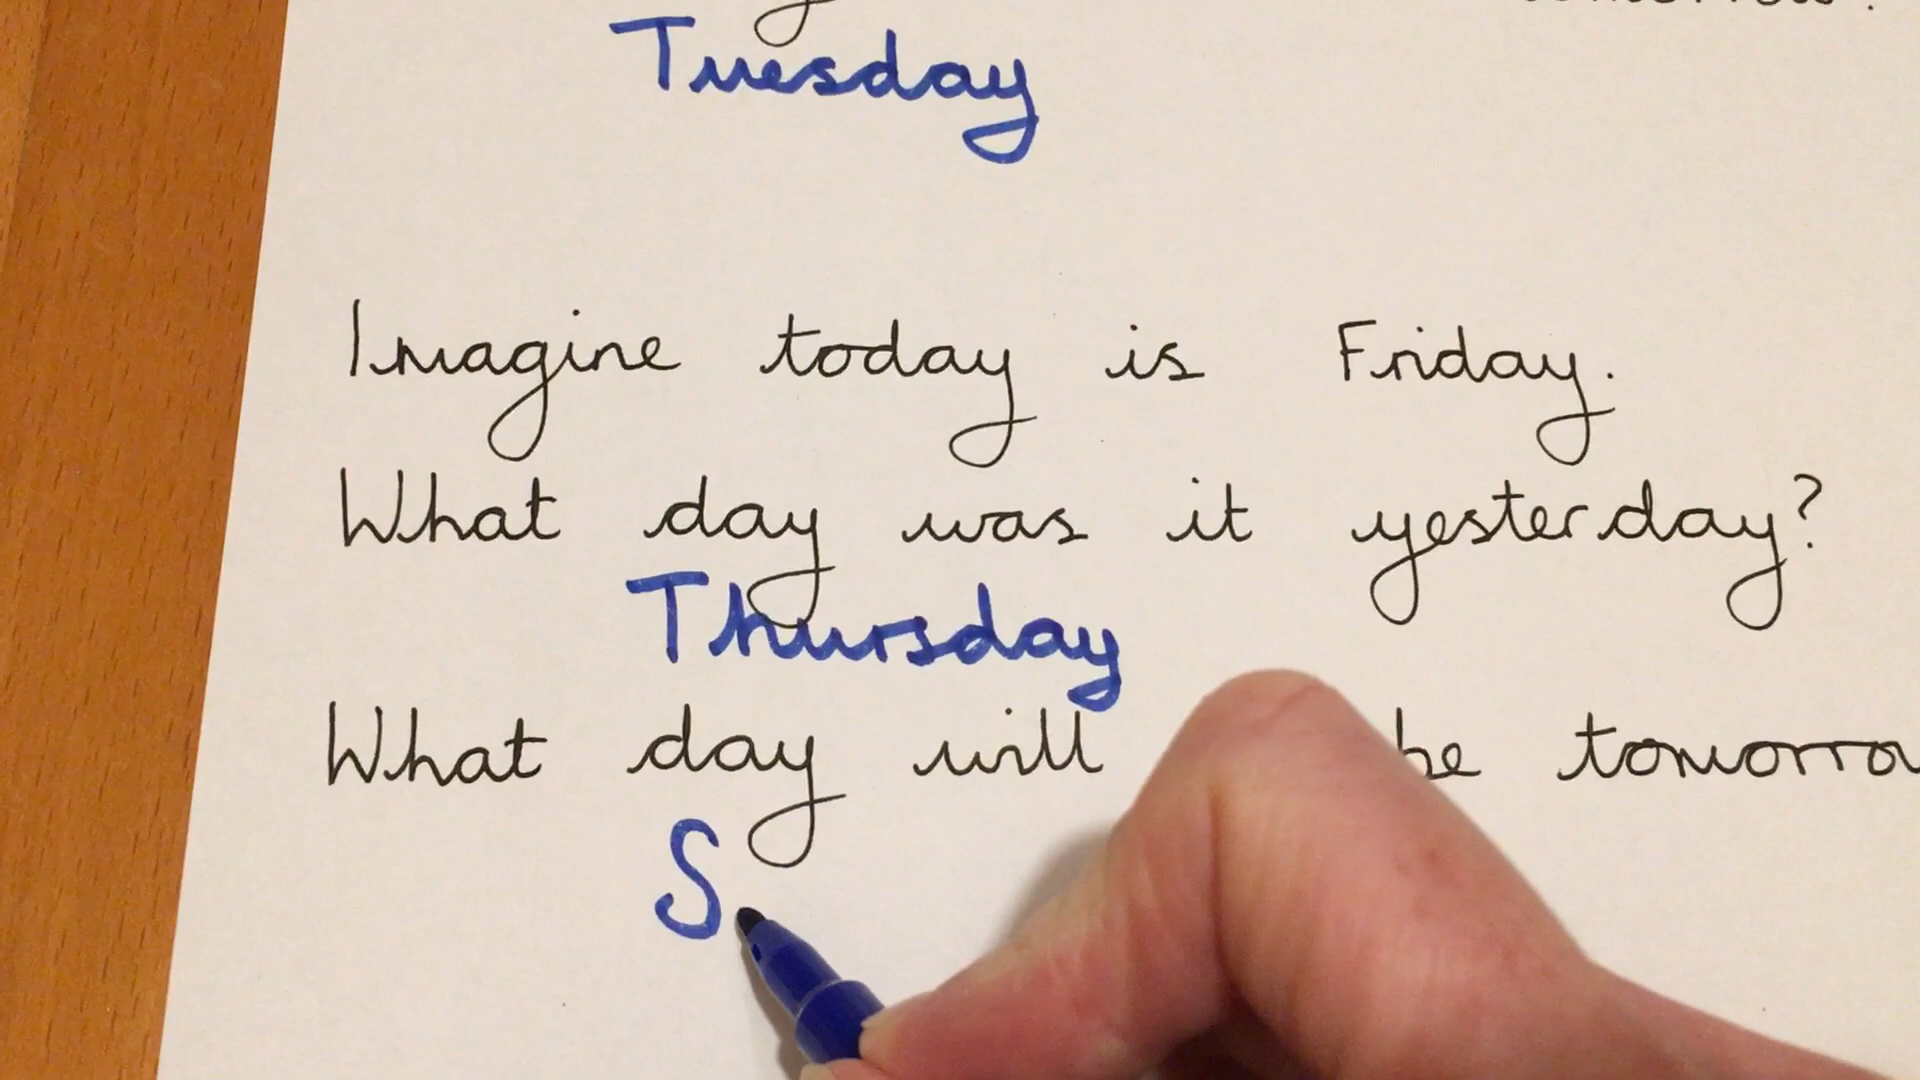 Tuesday
Imagine today is Friday.
What day was it yesterday?
Thursday
What day will be
S